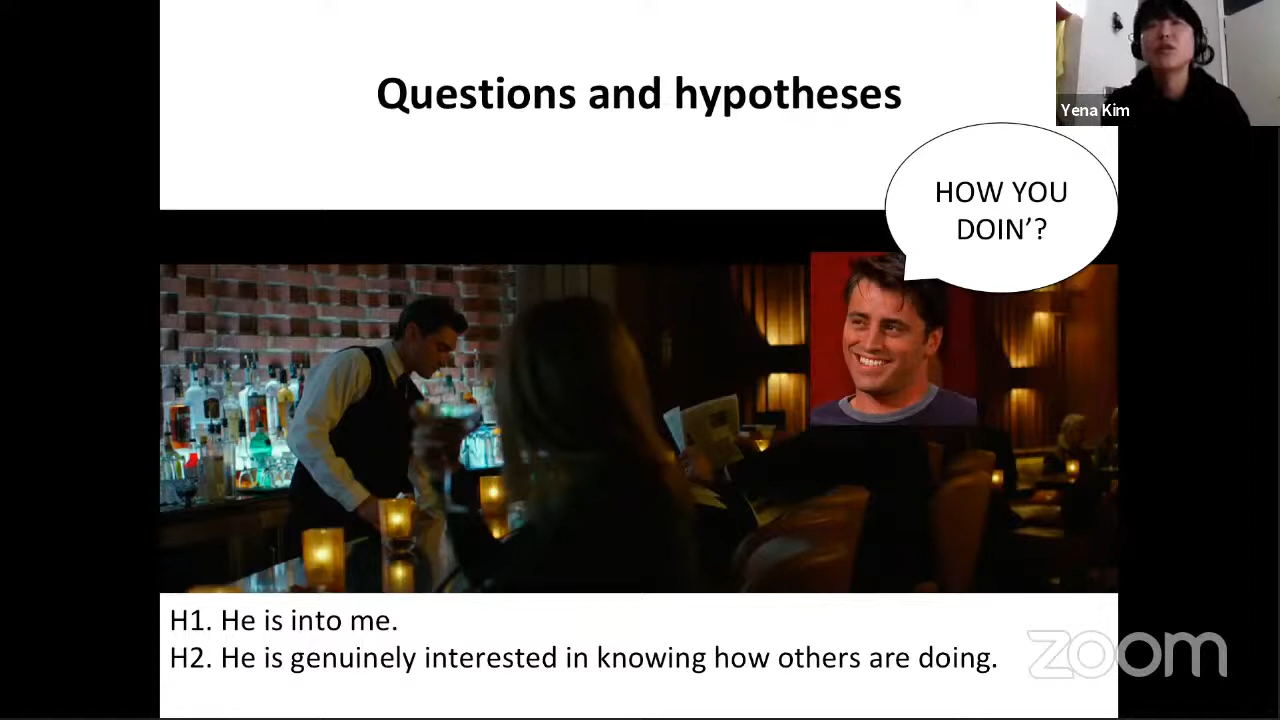 Questions and hypotheses
Yena Kim
HOW YOU
DOIN’?
H1. He is into me.
H2. He is genuinely interested in knowing how others are doing.
zoom